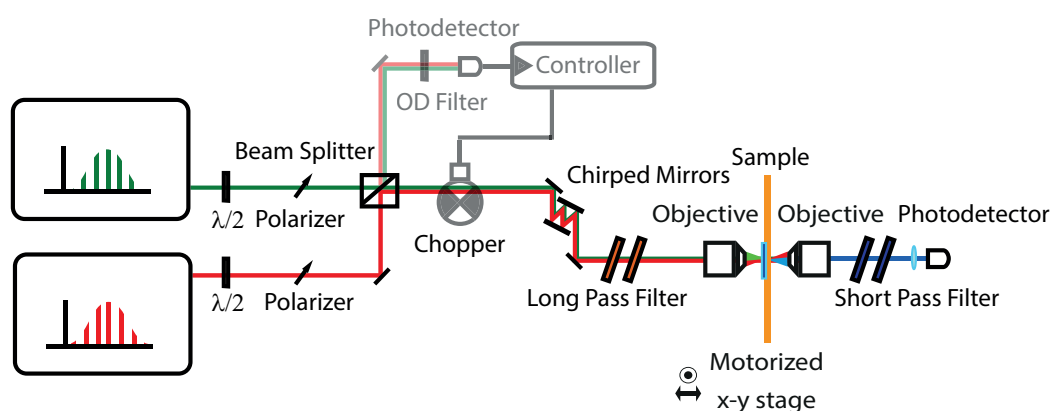 Photodetector
Controller
OD Filter
Beam Splitter
λ/2
Polarizer
Chopper
Chirped Mirrors
Sample
Objective
Objective
Photodetector
λ/2
Polarizer
Long Pass Filter
Short Pass Filter
Motorized
x-y stage